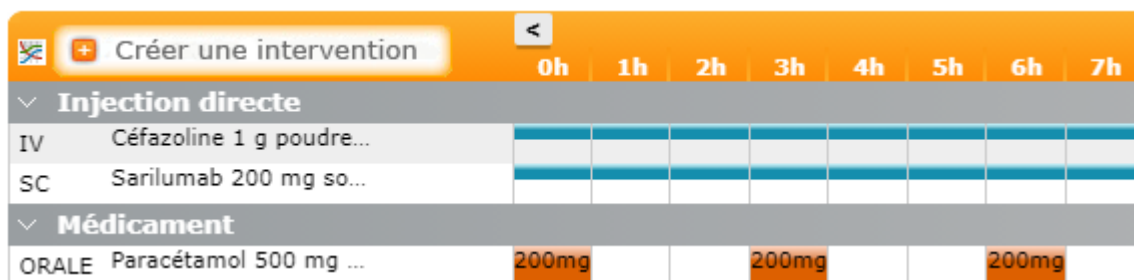 <
Créer une intervention
0h 1h 2h 3h 4h 5h 6h 7h
Injection directe
IV Céfazoline 1 g poudre...
SC Sarilumab 200 mg so...
Médicament
ORALE Paracétamol 500 mg ... 200mg 200mg 200mg